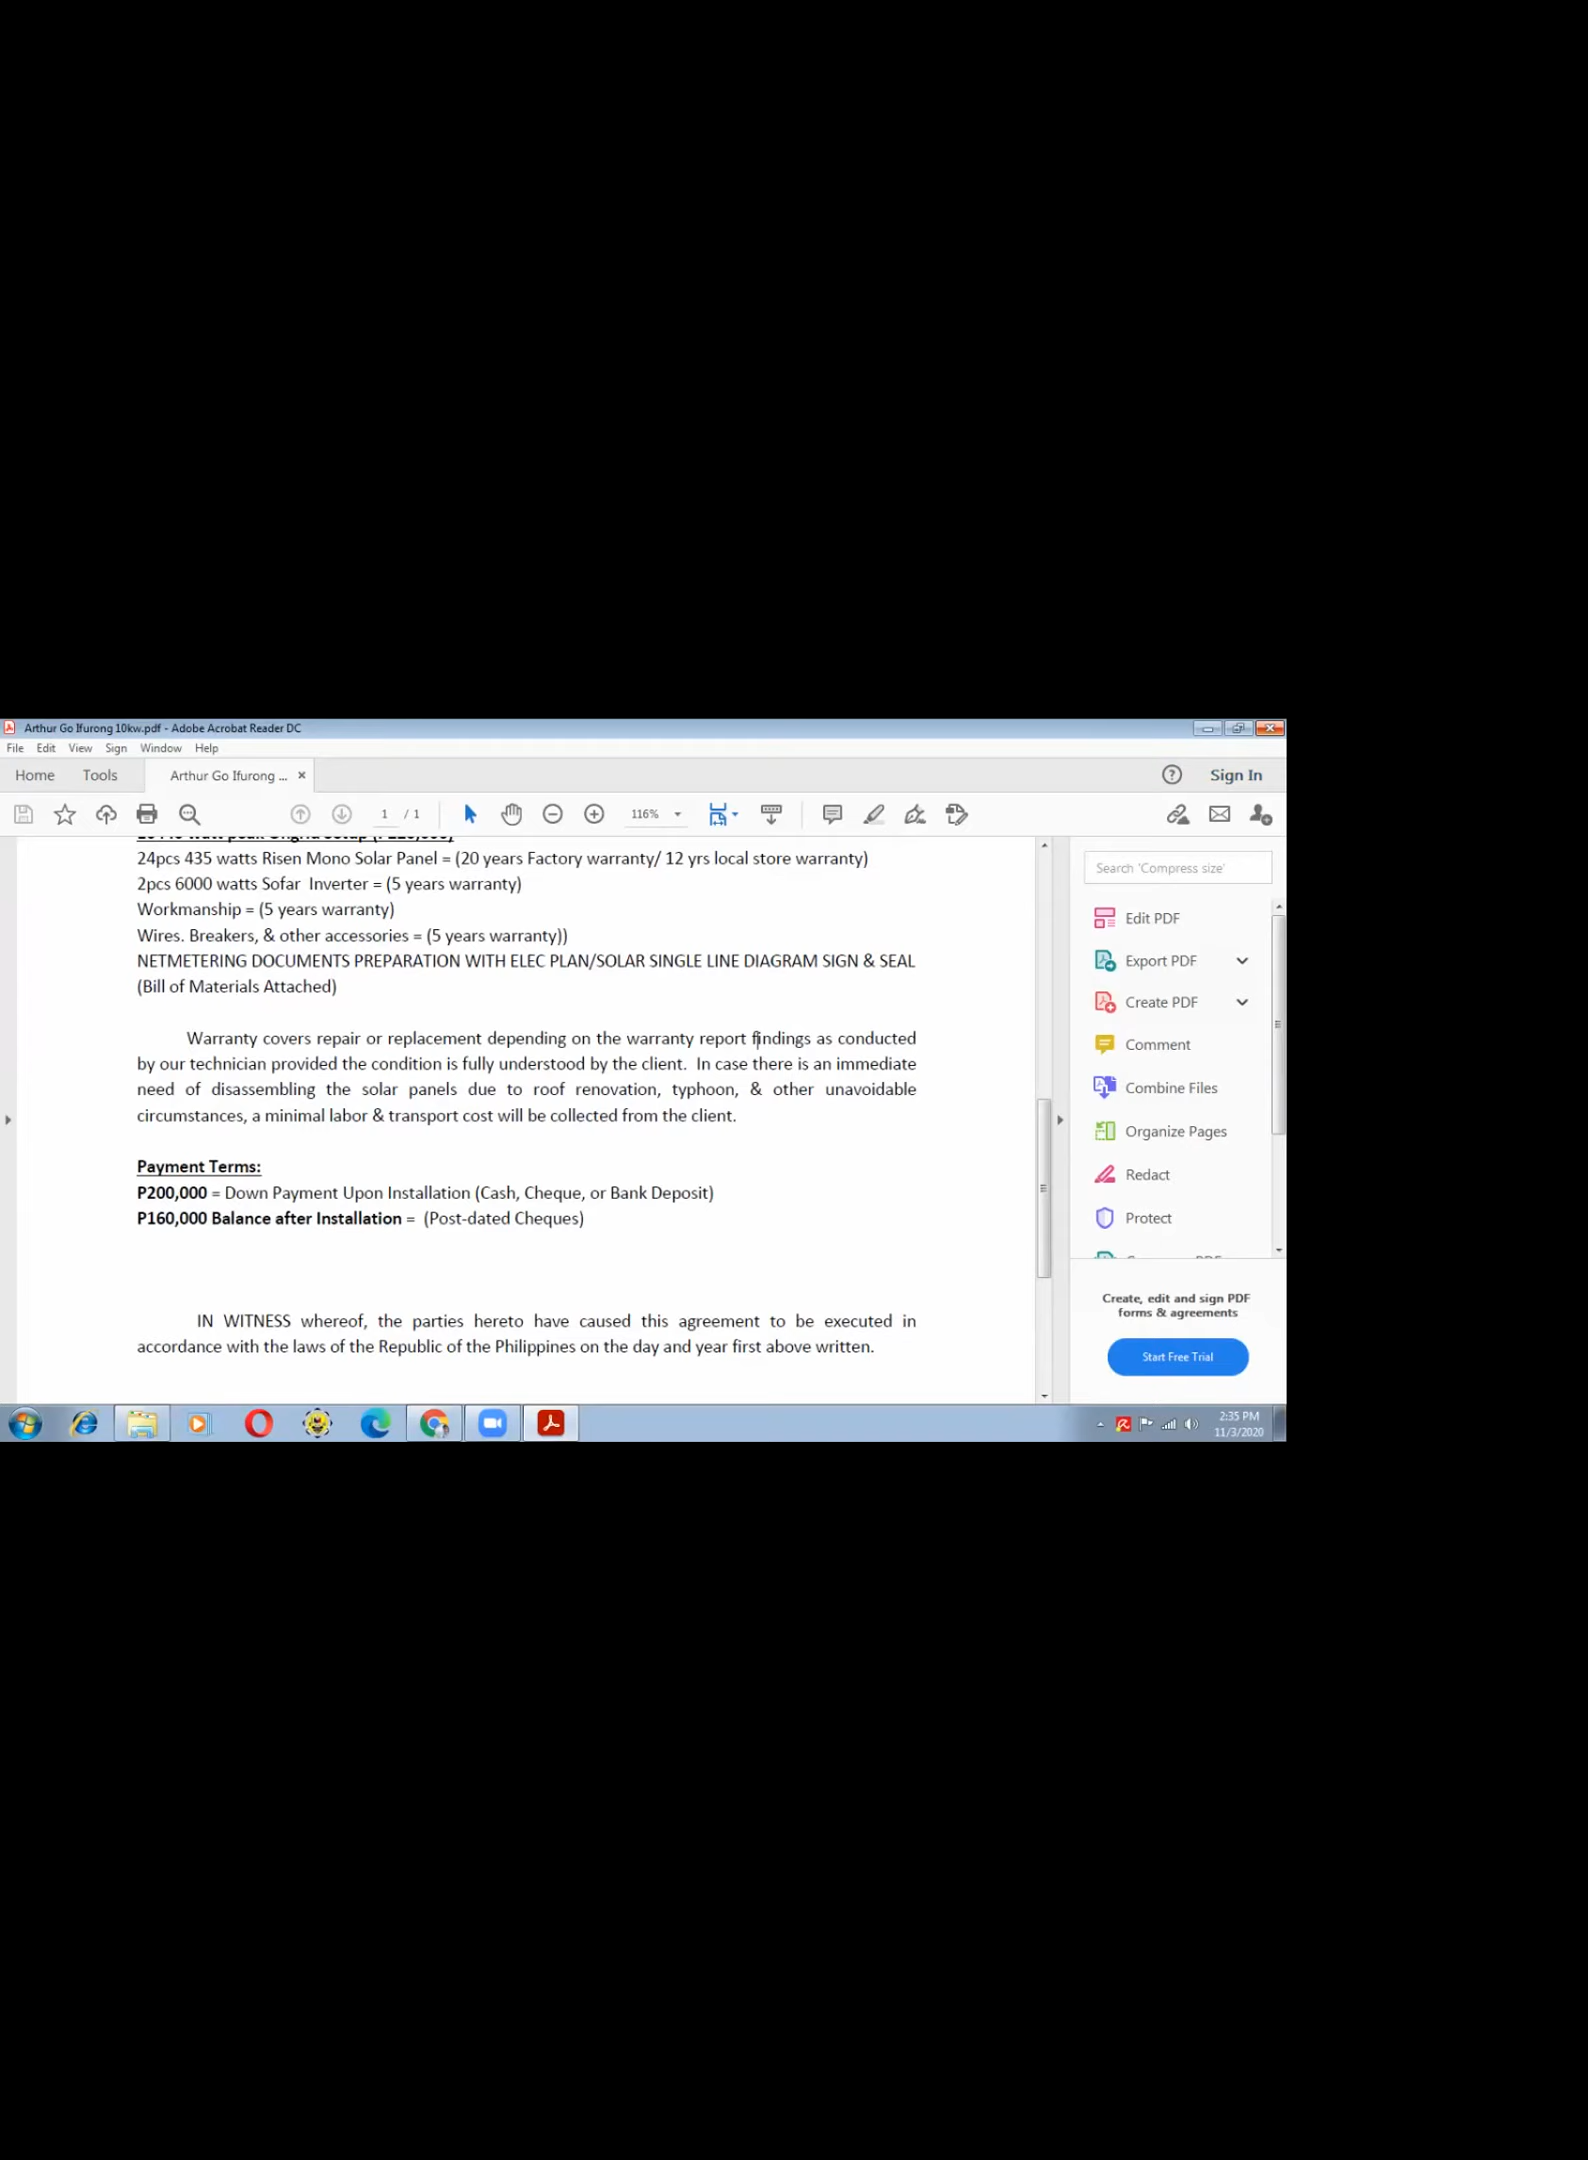 Arthur Go Ifurong 10kw.pdf - Adobe Acrobat Reader DC
File Edit View Sign Window Help
Home Tools Arthur Go Ifurong ... × Sign In
1 / 1 116%
24pcs 435 watts Risen Mono Solar Panel = (20 years Factory warranty/ 12 yrs local store warranty)
2pcs 6000 watts Sofar Inverter = (5 years warranty)
Workmanship = (5 years warranty)
Wires. Breakers, & other accessories = (5 years warranty))
NETMETERING DOCUMENTS PREPARATION WITH ELEC PLAN/SOLAR SINGLE LINE DIAGRAM SIGN & SEAL
(Bill of Materials Attached)
Warranty covers repair or replacement depending on the warranty report findings as conducted
by our technician provided the condition is fully understood by the client. In case there is an immediate
need of disassembling the solar panels due to roof renovation, typhoon, & other unavoidable
circumstances, a minimal labor & transport cost will be collected from the client.
Payment Terms:
P200,000 = Down Payment Upon Installation (Cash, Cheque, or Bank Deposit)
P160,000 Balance after Installation = (Post-dated Cheques)
IN WITNESS whereof, the parties hereto have caused this agreement to be executed in
accordance with the laws of the Republic of the Philippines on the day and year first above written.
Search 'Compress size'
Edit PDF
Export PDF
Create PDF
Comment
Combine Files
Organize Pages
Redact
Protect
Create, edit and sign PDF
forms & agreements
Start Free Trial
2:35 PM
11/3/2020